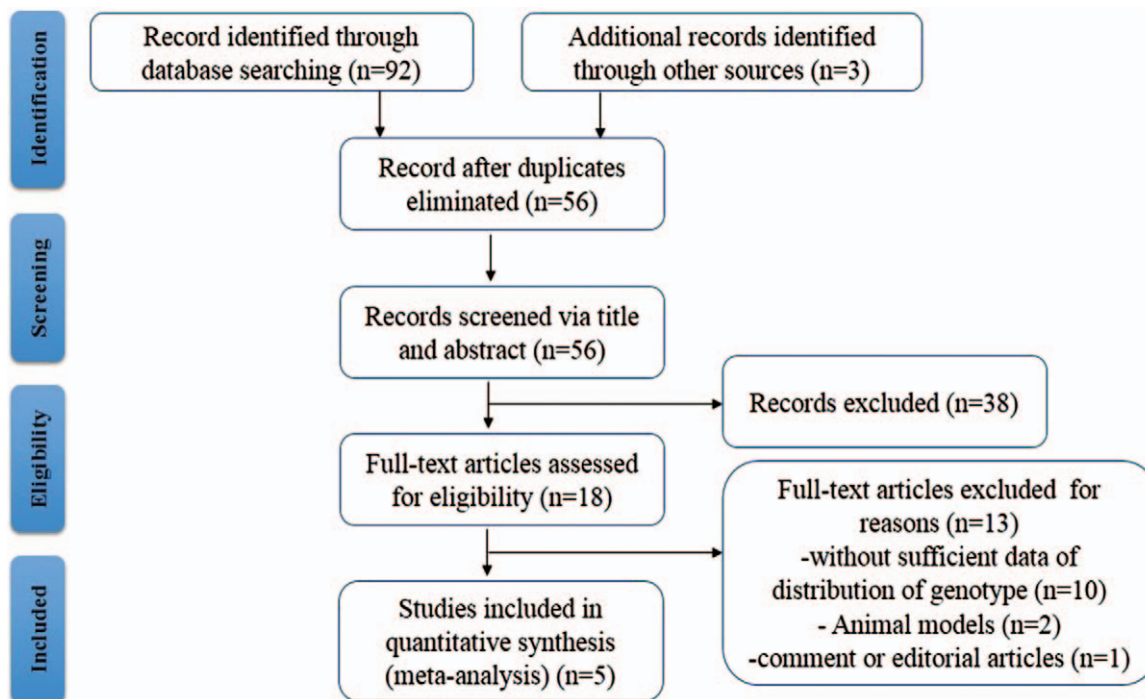 Identification
Record identified through
database searching (n=92)
Additional records identified
through other sources (n=3)
Record after duplicates
eliminated (n=56)
Screening
Records screened via title
and abstract (n=56)
Records excluded (n=38)
Eligibility
Full-text articles assessed
for eligibility (n=18)
Full-text articles excluded for
reasons (n=13)
-without sufficient data of
distribution of genotype (n=10)
- Animal models (n=2)
-comment or editorial articles (n=1)
Included
Studies included in
quantitative synthesis
(meta-analysis) (n=5)